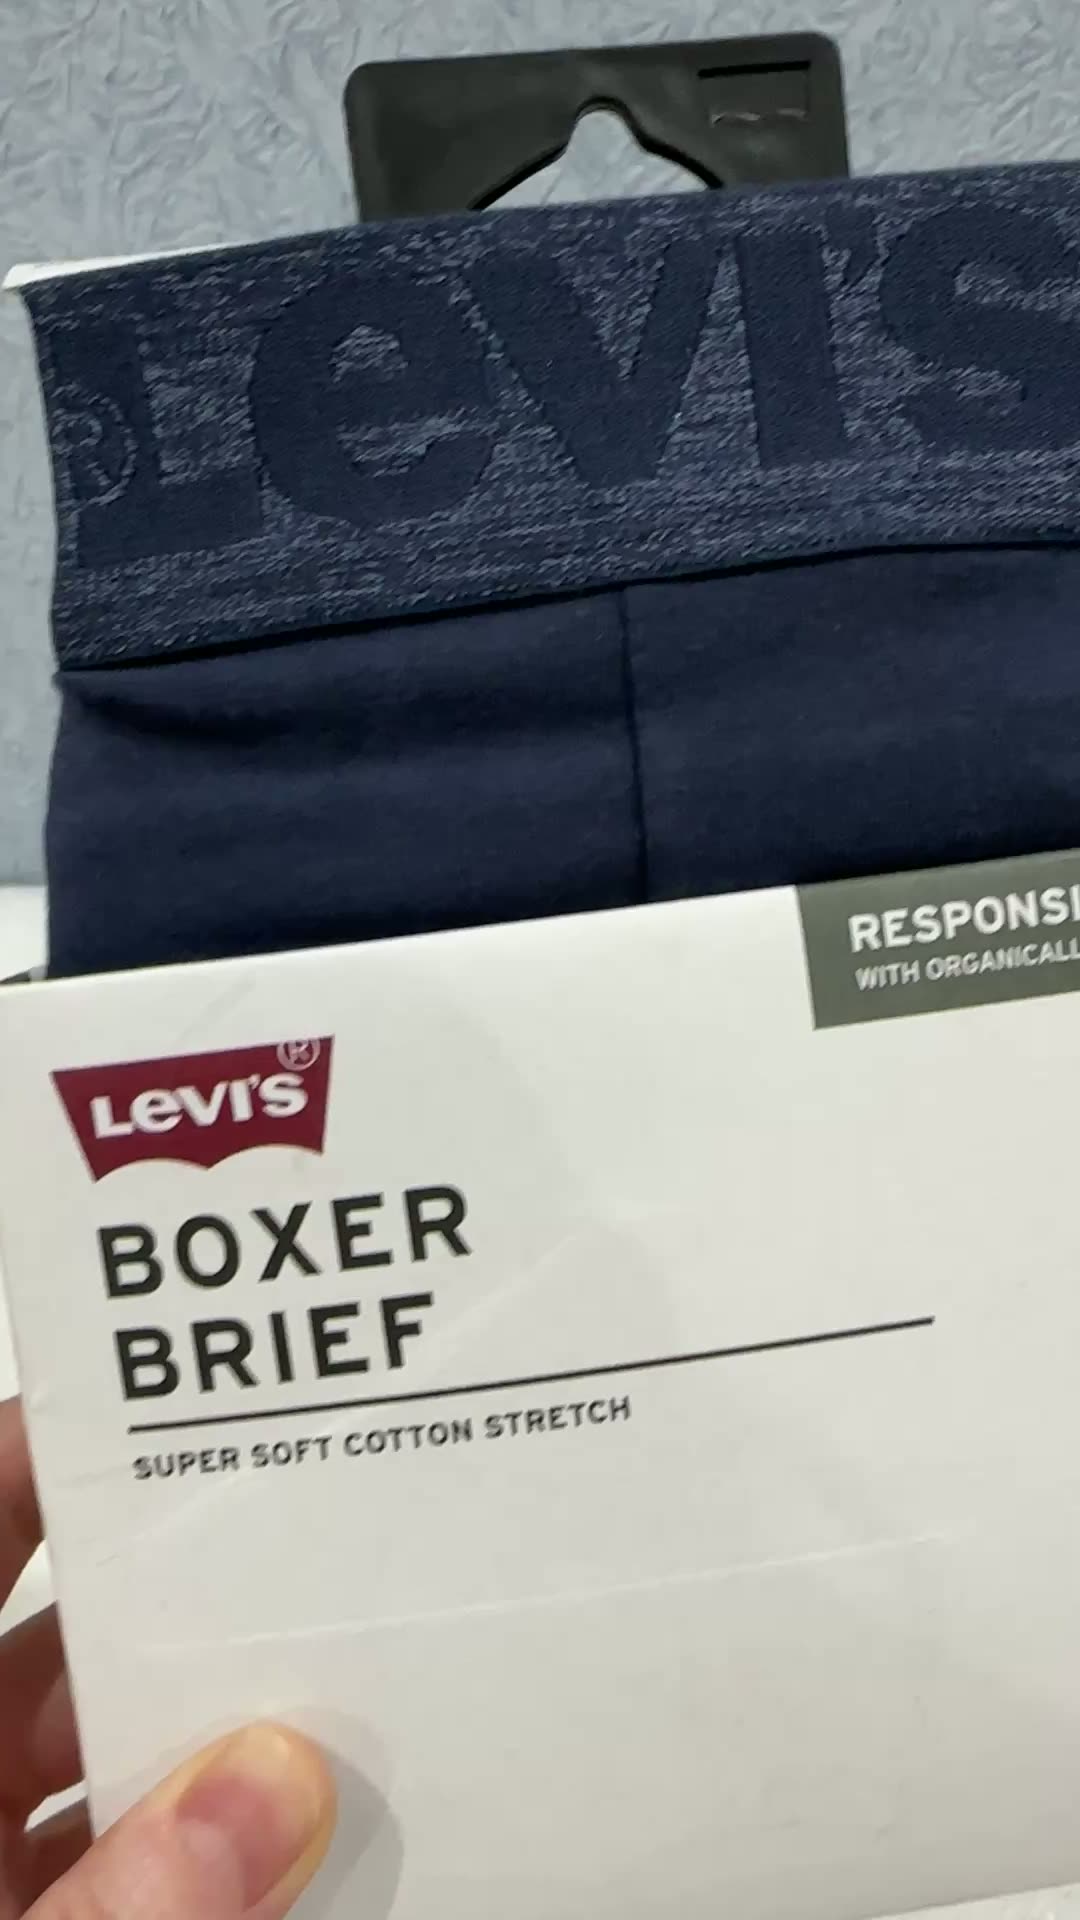 Levi's
®
RESPONSI
WITH ORGANICALL
LEVI'S®
BOXER
BRIEF
SUPER SOFT COTTON STRETCH